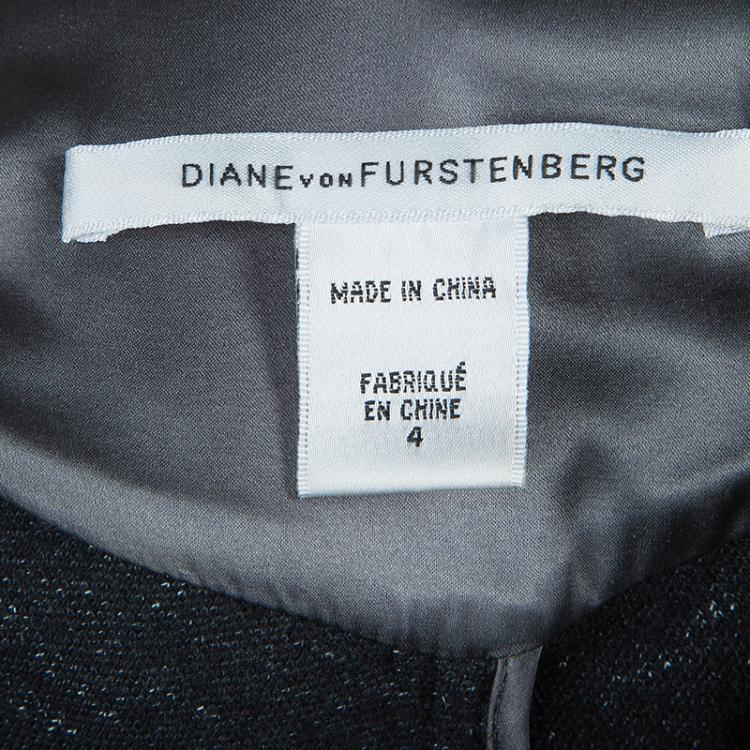 DIANE VON FURSTENBERG
MADE IN CHINA
FABRIQUÉ
EN CHINE
4